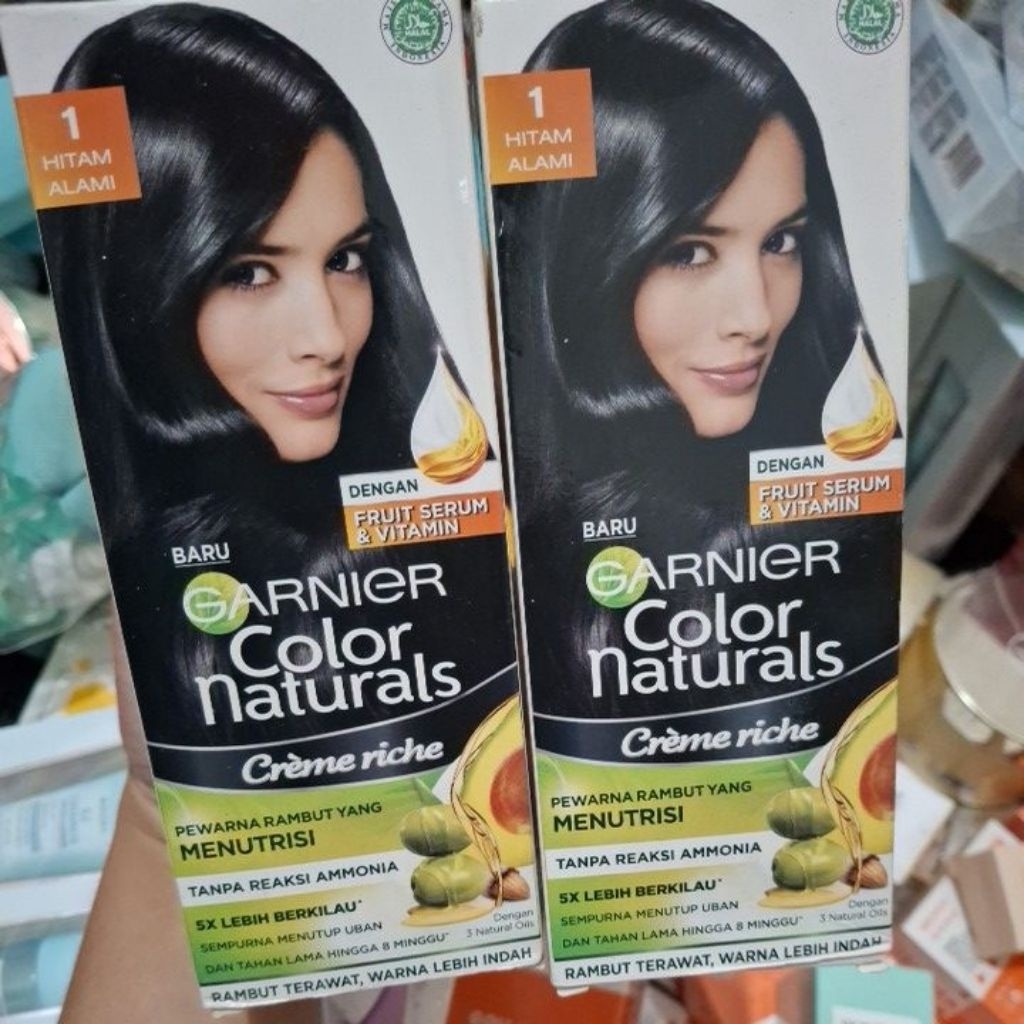 1
HITAM
ALAMI
DENGAN
FRUIT SERUM
& VITAMIN
BARU
GARNIER
Color
naturals
Crème riche
PEWARNA RAMBUT YANG
MENUTRISI
TANPA REAKSI AMMONIA
5X LEBIH BERKILAU*
SEMPURNA MENUTUP UBAN
DAN TAHAN LAMA HINGGA 8 MINGGU**
Dengan
3 Natural Oils
RAMBUT TERAWAT, WARNA LEBIH INDAH
HALAL
INDONESIA
1
HITAM
ALAMI
DENGAN
FRUIT SERUM
& VITAMIN
BARU
GARNIER
Color
naturals
Crème riche
PEWARNA RAMBUT YANG
MENUTRISI
TANPA REAKSI AMMONIA
5X LEBIH BERKILAU*
SEMPURNA MENUTUP UBAN
DAN TAHAN LAMA HINGGA 8 MINGGU**
Dengan
3 Natural Oils
RAMBUT TERAWAT, WARNA LEBIH INDAH
HALAL
INDONESIA